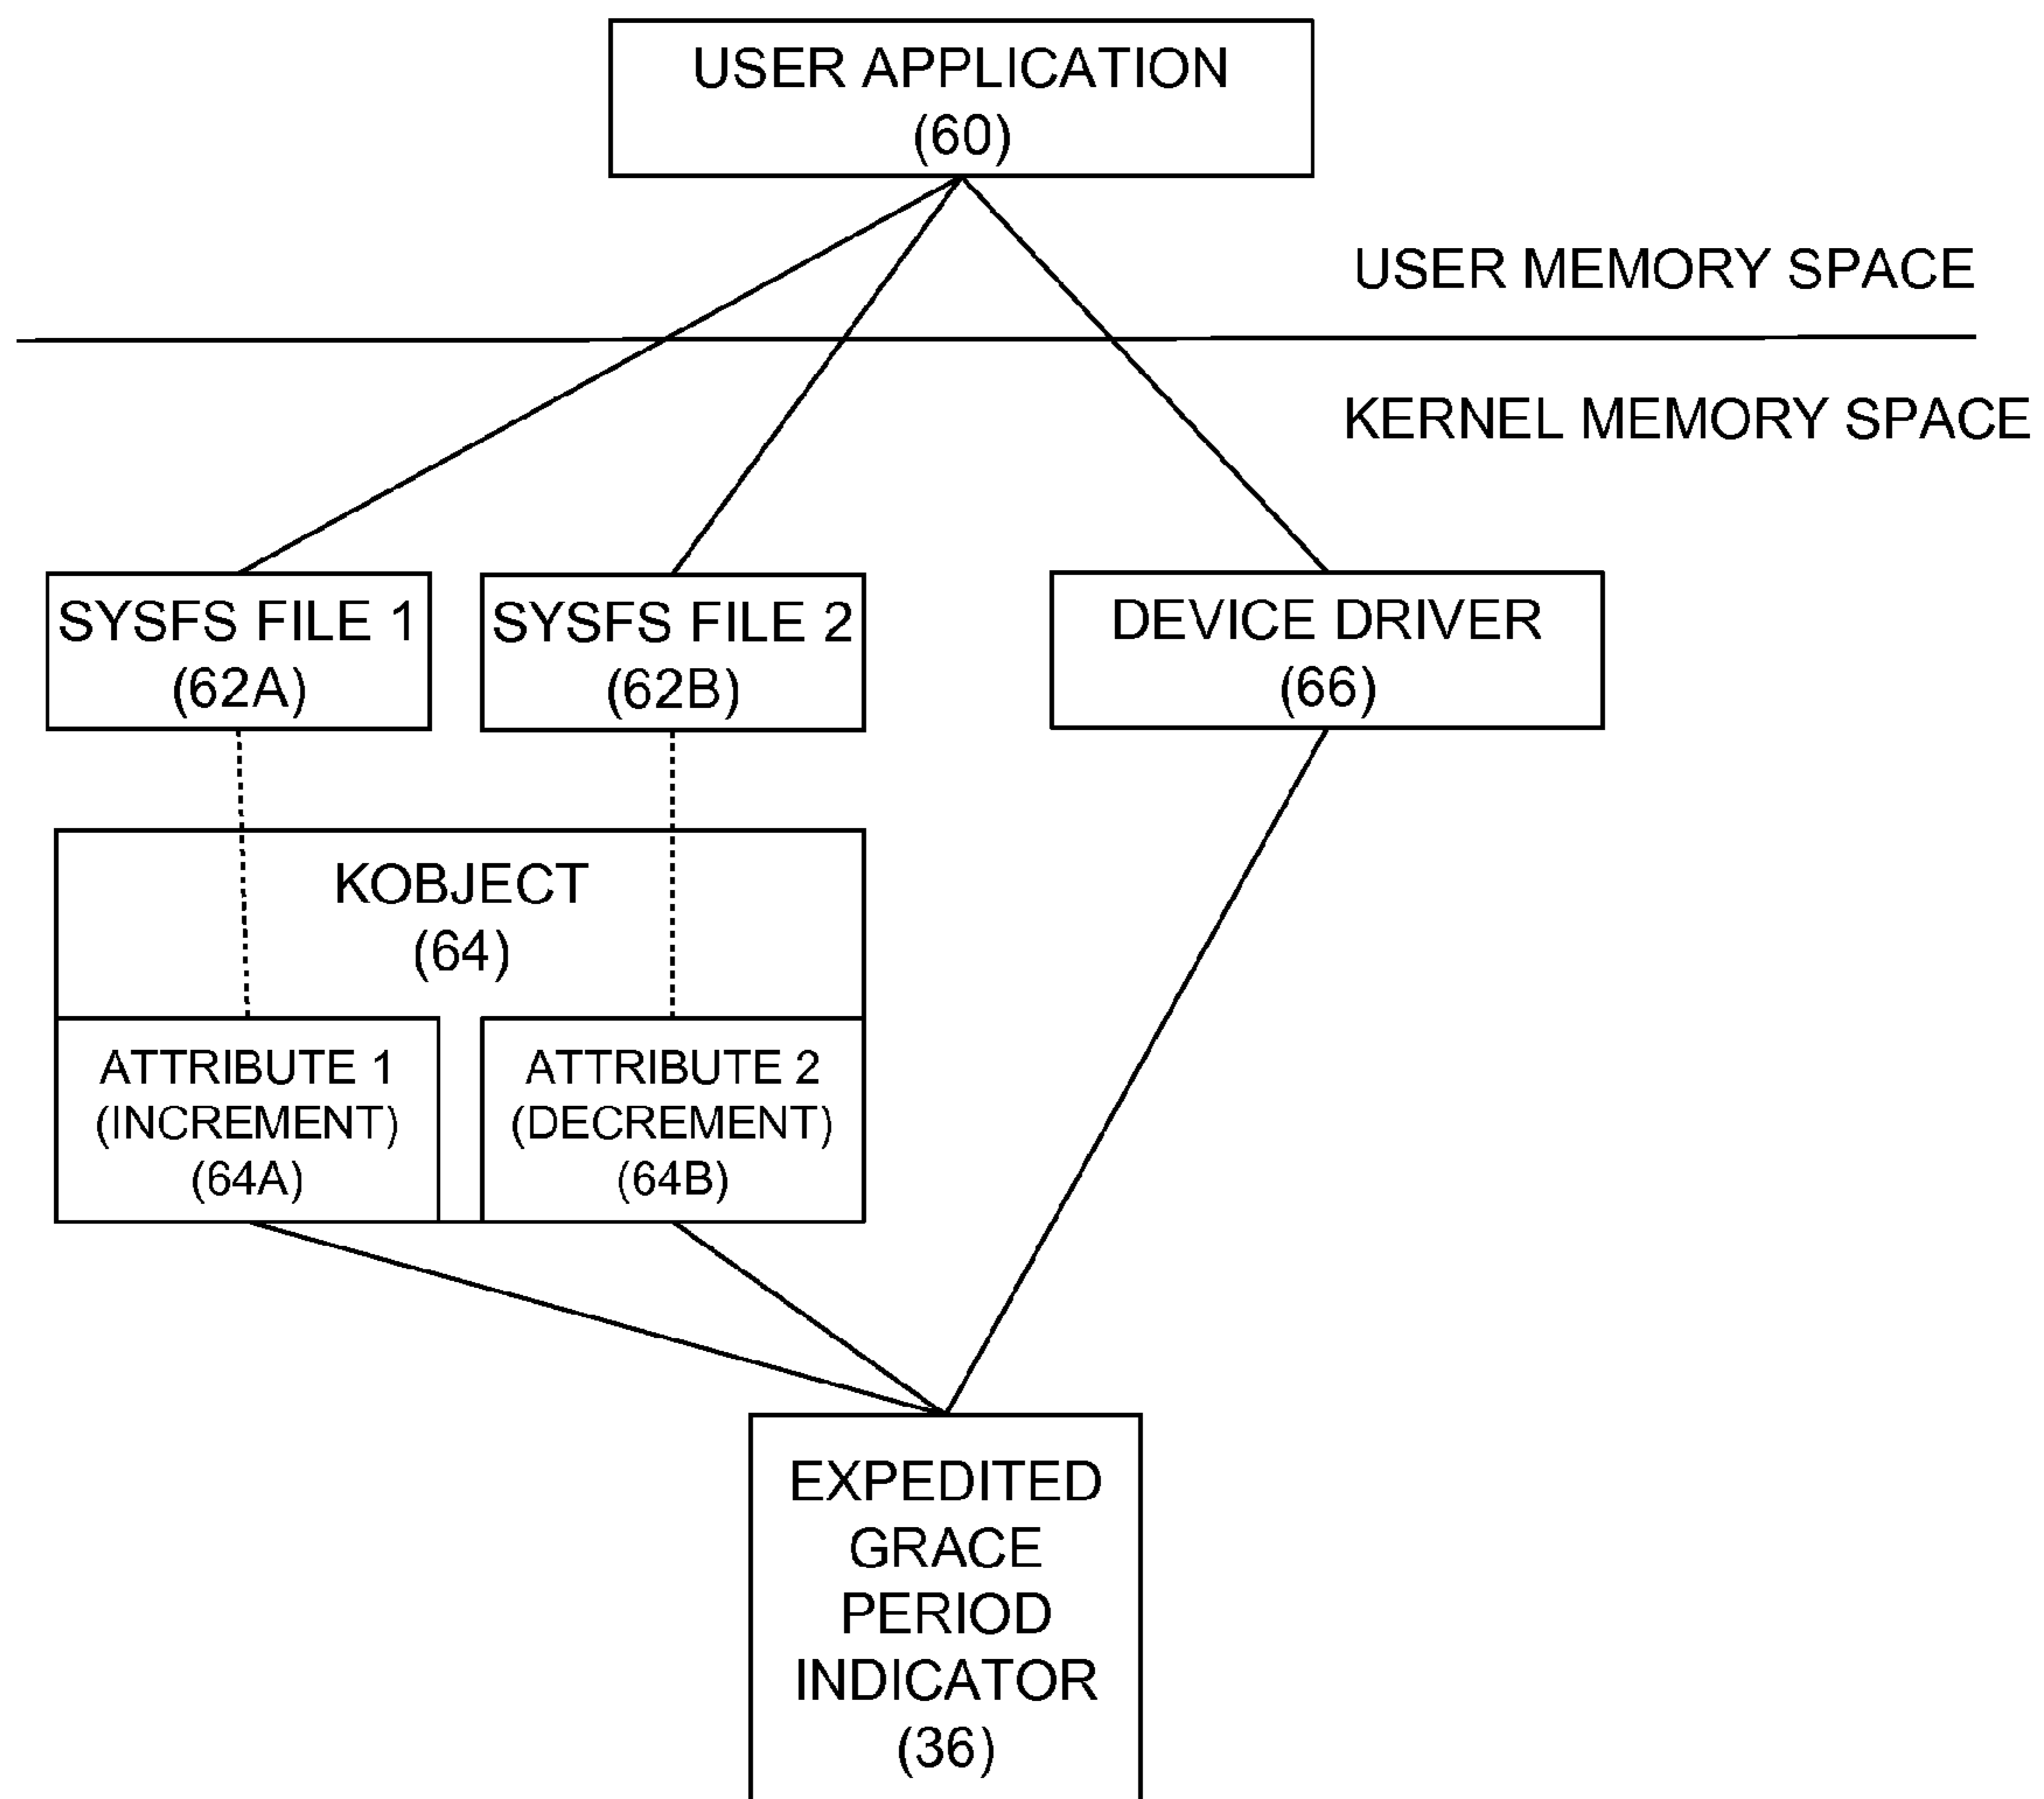 USER APPLICATION
(60)
USER MEMORY SPACE
KERNEL MEMORY SPACE
SYSFS FILE 1
(62A)
SYSFS FILE 2
(62B)
DEVICE DRIVER
(66)
KOBJECT
(64)
ATTRIBUTE 1
(INCREMENT)
(64A)
ATTRIBUTE 2
(DECREMENT)
(64B)
EXPEDITED
GRACE
PERIOD
INDICATOR
(36)